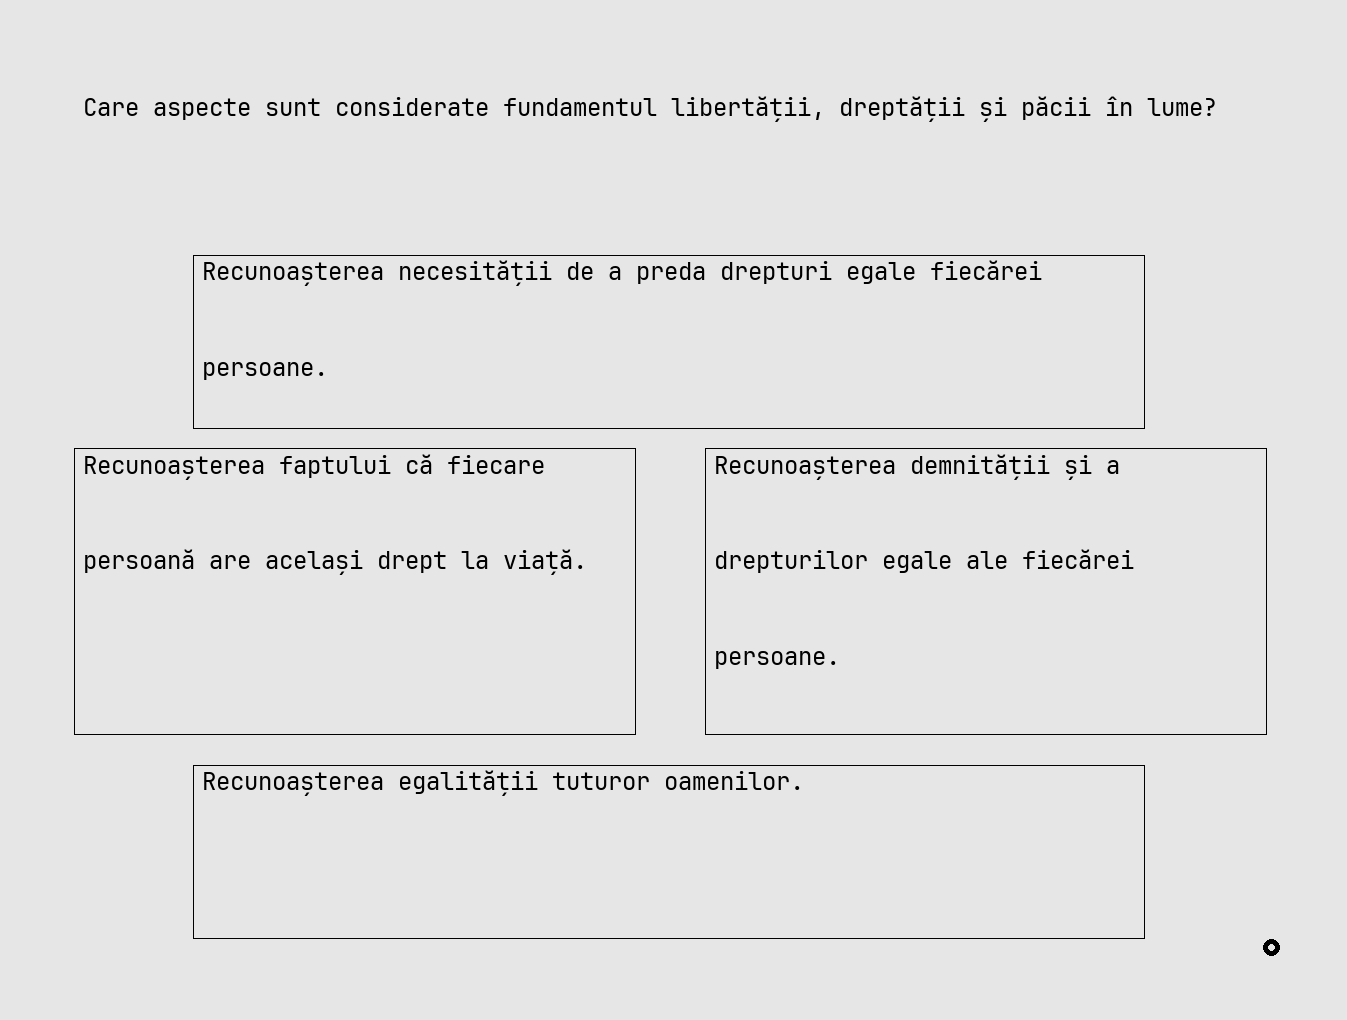 Care aspecte sunt considerate fundamentul libertății, dreptății și păcii în lume?
Recunoașterea necesității de a preda drepturi egale fiecărei
persoane.
Recunoașterea faptului că fiecare
persoană are același drept la viață.
Recunoașterea demnității și a
drepturilor egale ale fiecărei
persoane.
Recunoașterea egalității tuturor oamenilor.